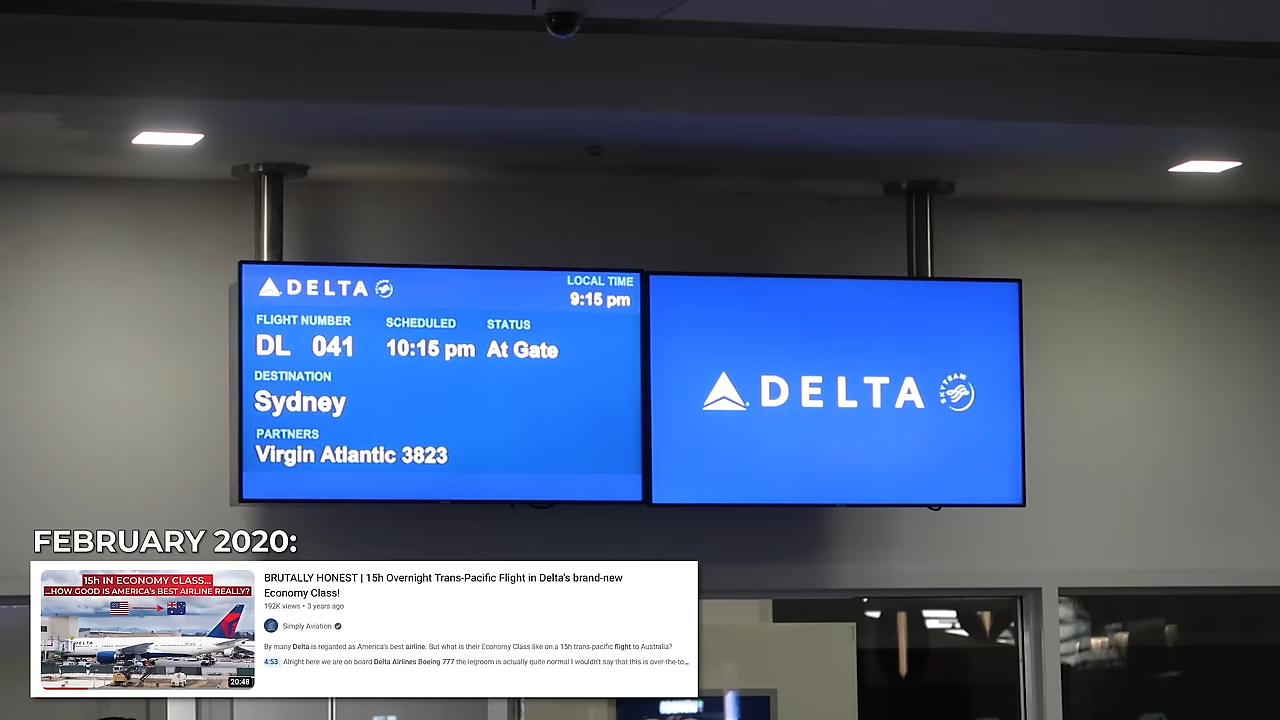 DELTA
LOCAL TIME
9:15 pm
FLIGHT NUMBER SCHEDULED STATUS
DL 041 10:15 pm At Gate
DESTINATION
Sydney
PARTNERS
Virgin Atlantic 3823
DELTA SKYTEAM
FEBRUARY 2020:
15h IN ECONOMY CLASS...
...HOW GOOD IS AMERICA'S BEST AIRLINE REALLY?
DELTA
20:48
BRUTALLY HONEST | 15h Overnight Trans-Pacific Flight in Delta's brand-new
Economy Class!
192K views • 3 years ago
Simply Aviation
By many Delta is regarded as America's best airline. But what is their Economy Class like on a 15h trans-pacific flight to Australia?
4:53 Alright here we are on board Delta Airlines Boeing 777 the legroom is actually quite normal I wouldn't say that this is over-the-to...